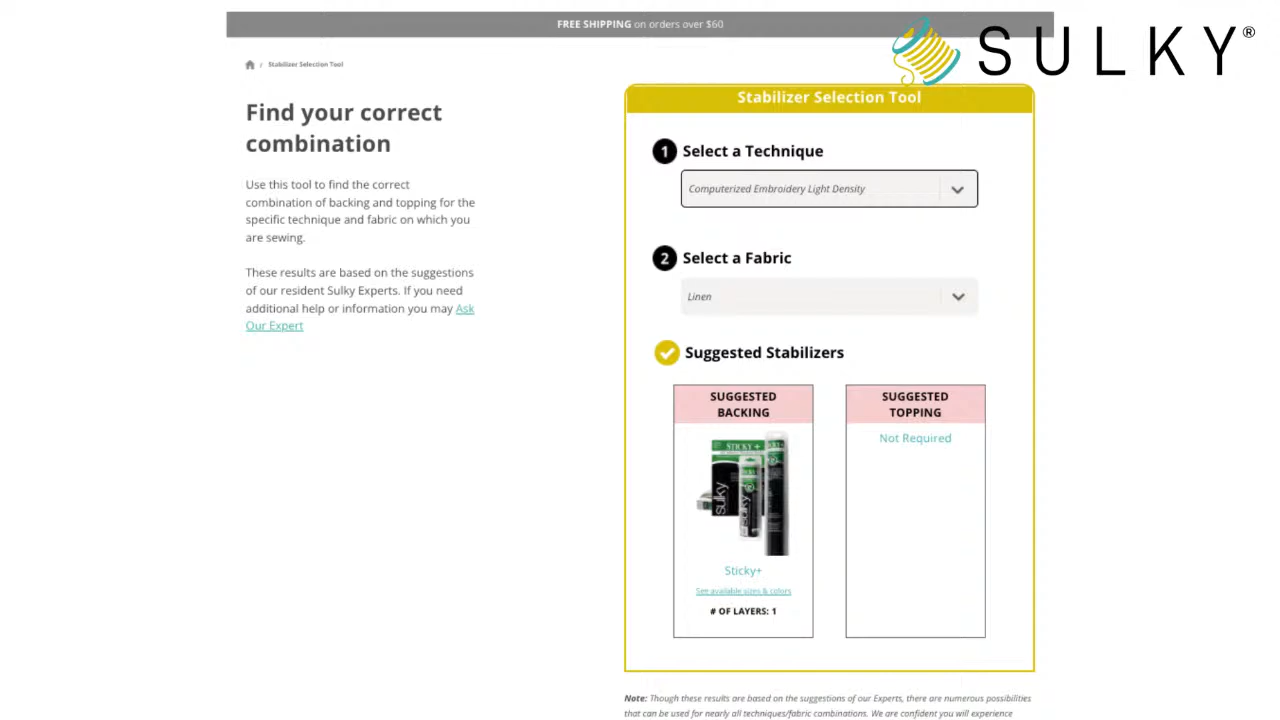 FREE SHIPPING on orders over $60
SULKY®
/ Stabilizer Selection Tool
Find your correct
combination
Use this tool to find the correct
combination of backing and topping for the
specific technique and fabric on which you
are sewing.
These results are based on the suggestions
of our resident Sulky Experts. If you need
additional help or information you may Ask
Our Expert
Stabilizer Selection Tool
1 Select a Technique
Computerized Embroidery Light Density
2 Select a Fabric
Linen
Suggested Stabilizers
SUGGESTED
BACKING
STICKY +
sulky
sulky
Sticky+
See available sizes & colors
# OF LAYERS: 1
SUGGESTED
TOPPING
Not Required
Note: Though these results are based on the suggestions of our Experts, there are numerous possibilities
that can be used for nearly all techniques/fabric combinations. We are confident you will experience